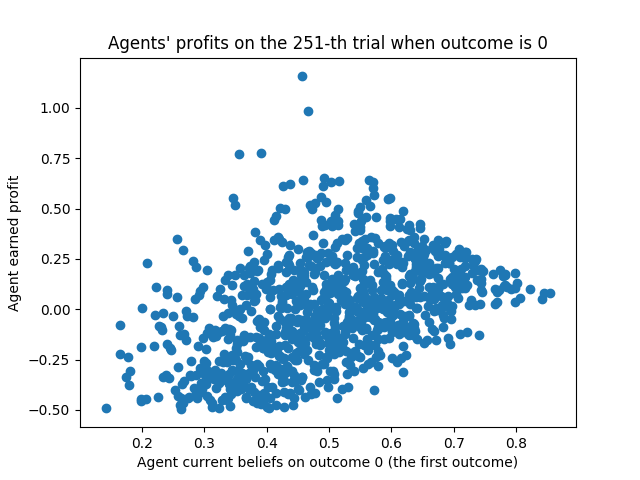 Agents' profits on the 251-th trial when outcome is 0
Agent earned profit
1.00
0.75
0.50
0.25
0.00
−0.25
−0.50
0.2 0.3 0.4 0.5 0.6 0.7 0.8
Agent current beliefs on outcome 0 (the first outcome)